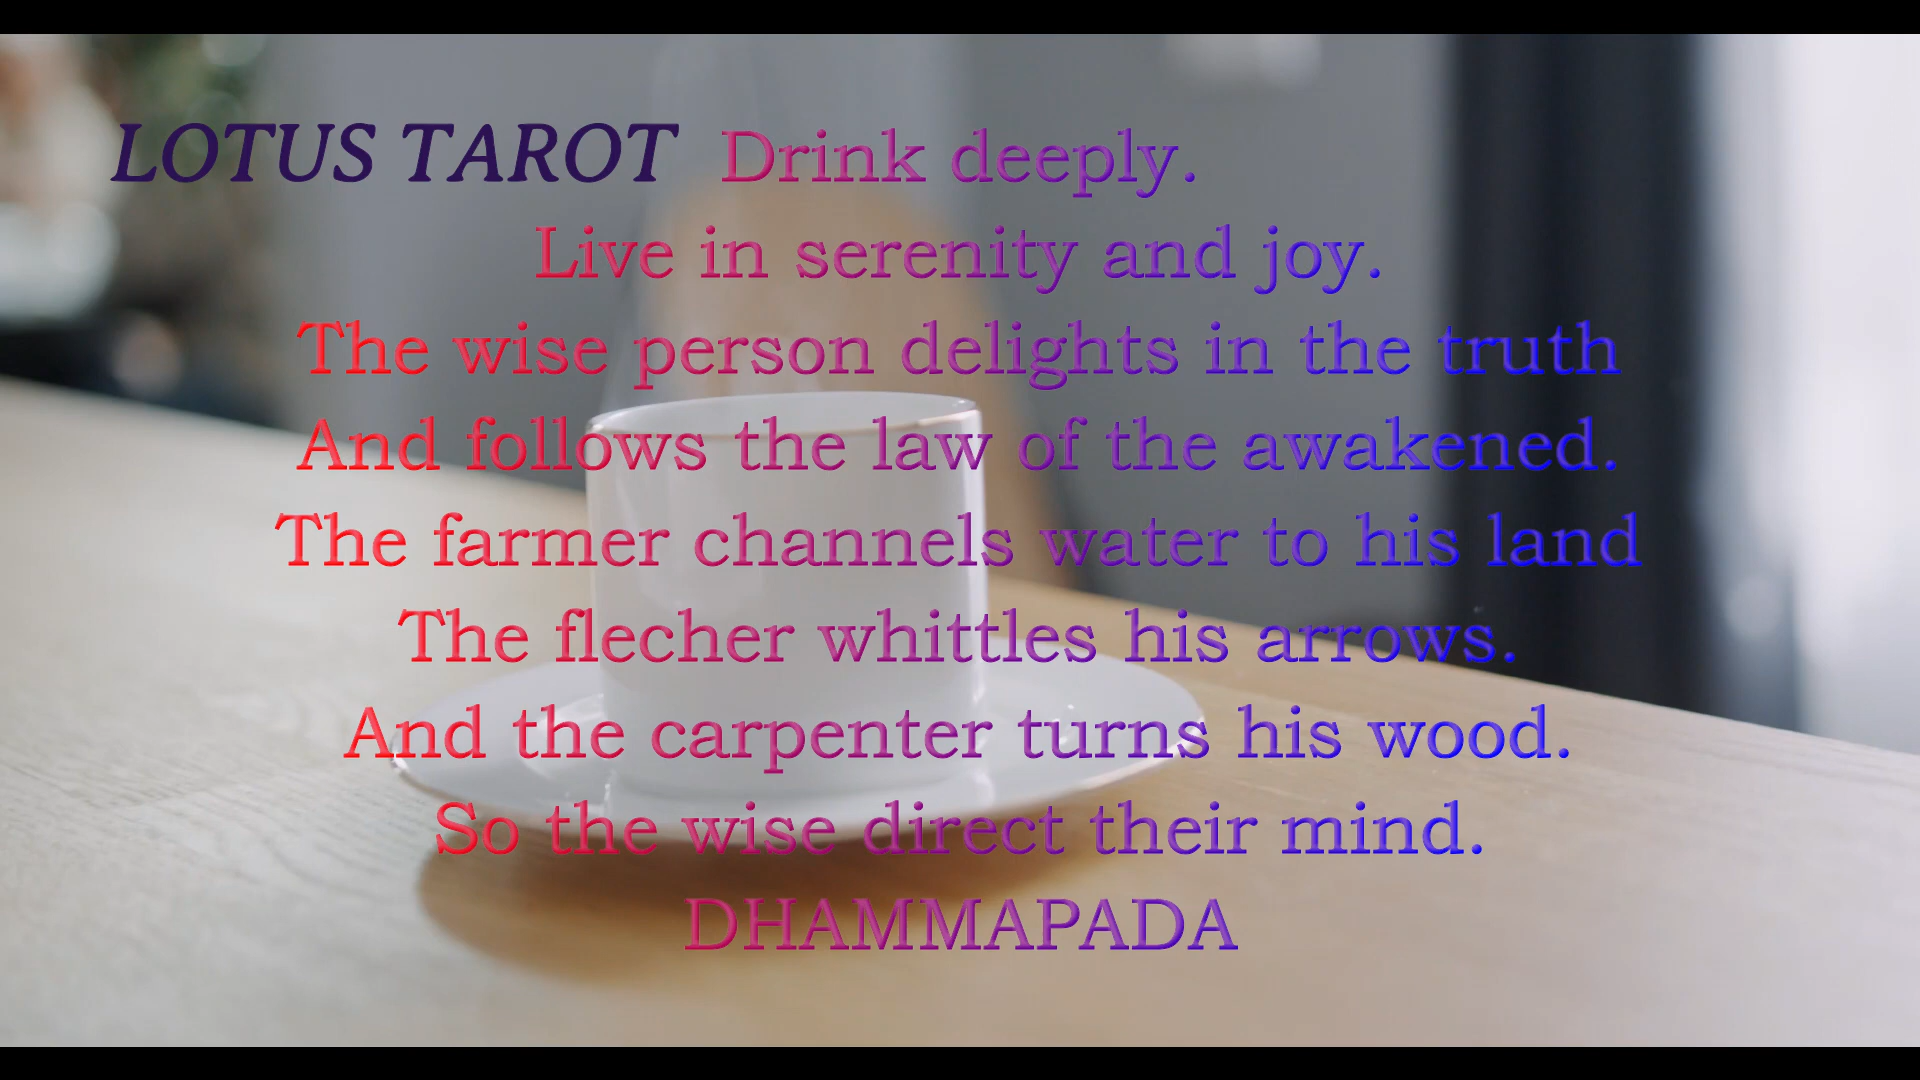 LOTUS TAROT Drink deeply.
Live in serenity and joy.
The wise person delights in the truth
And follows the law of the awakened.
The farmer channels water to his land
The flecher whittles his arrows.
And the carpenter turns his wood.
So the wise direct their mind.
DHAMMAPADA